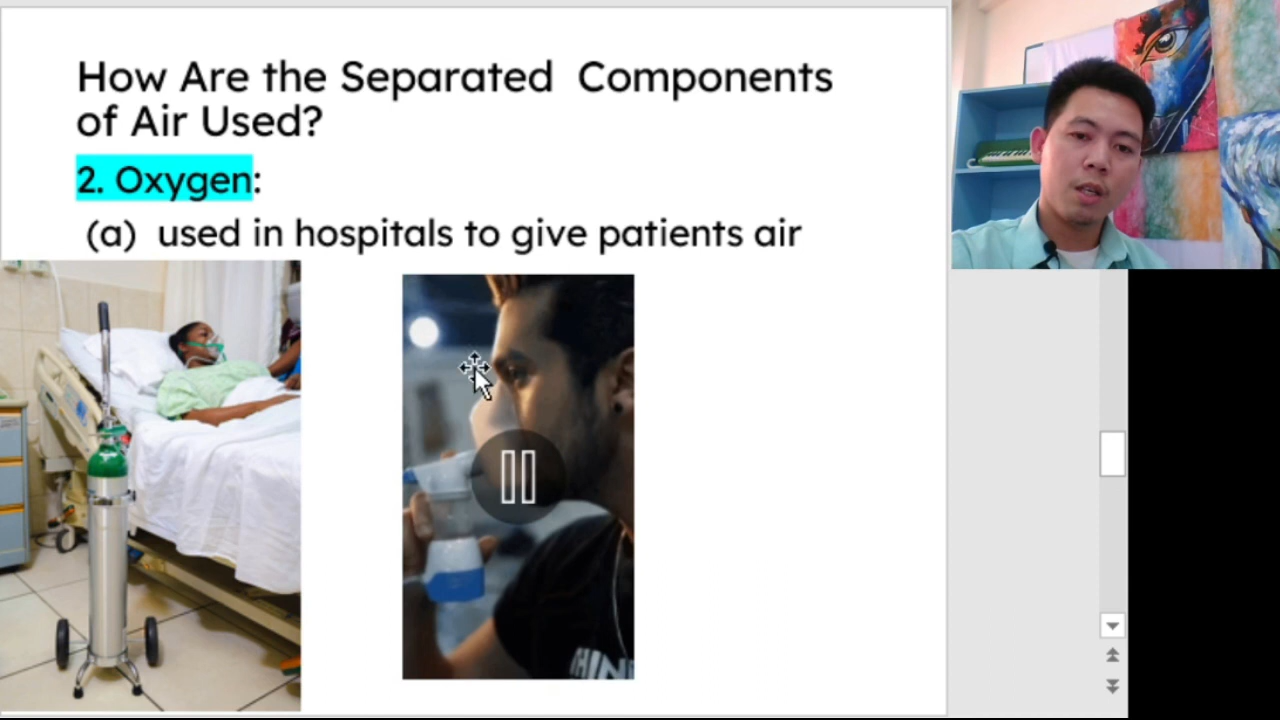 How Are the Separated Components
of Air Used?
2. Oxygen:
(a) used in hospitals to give patients air